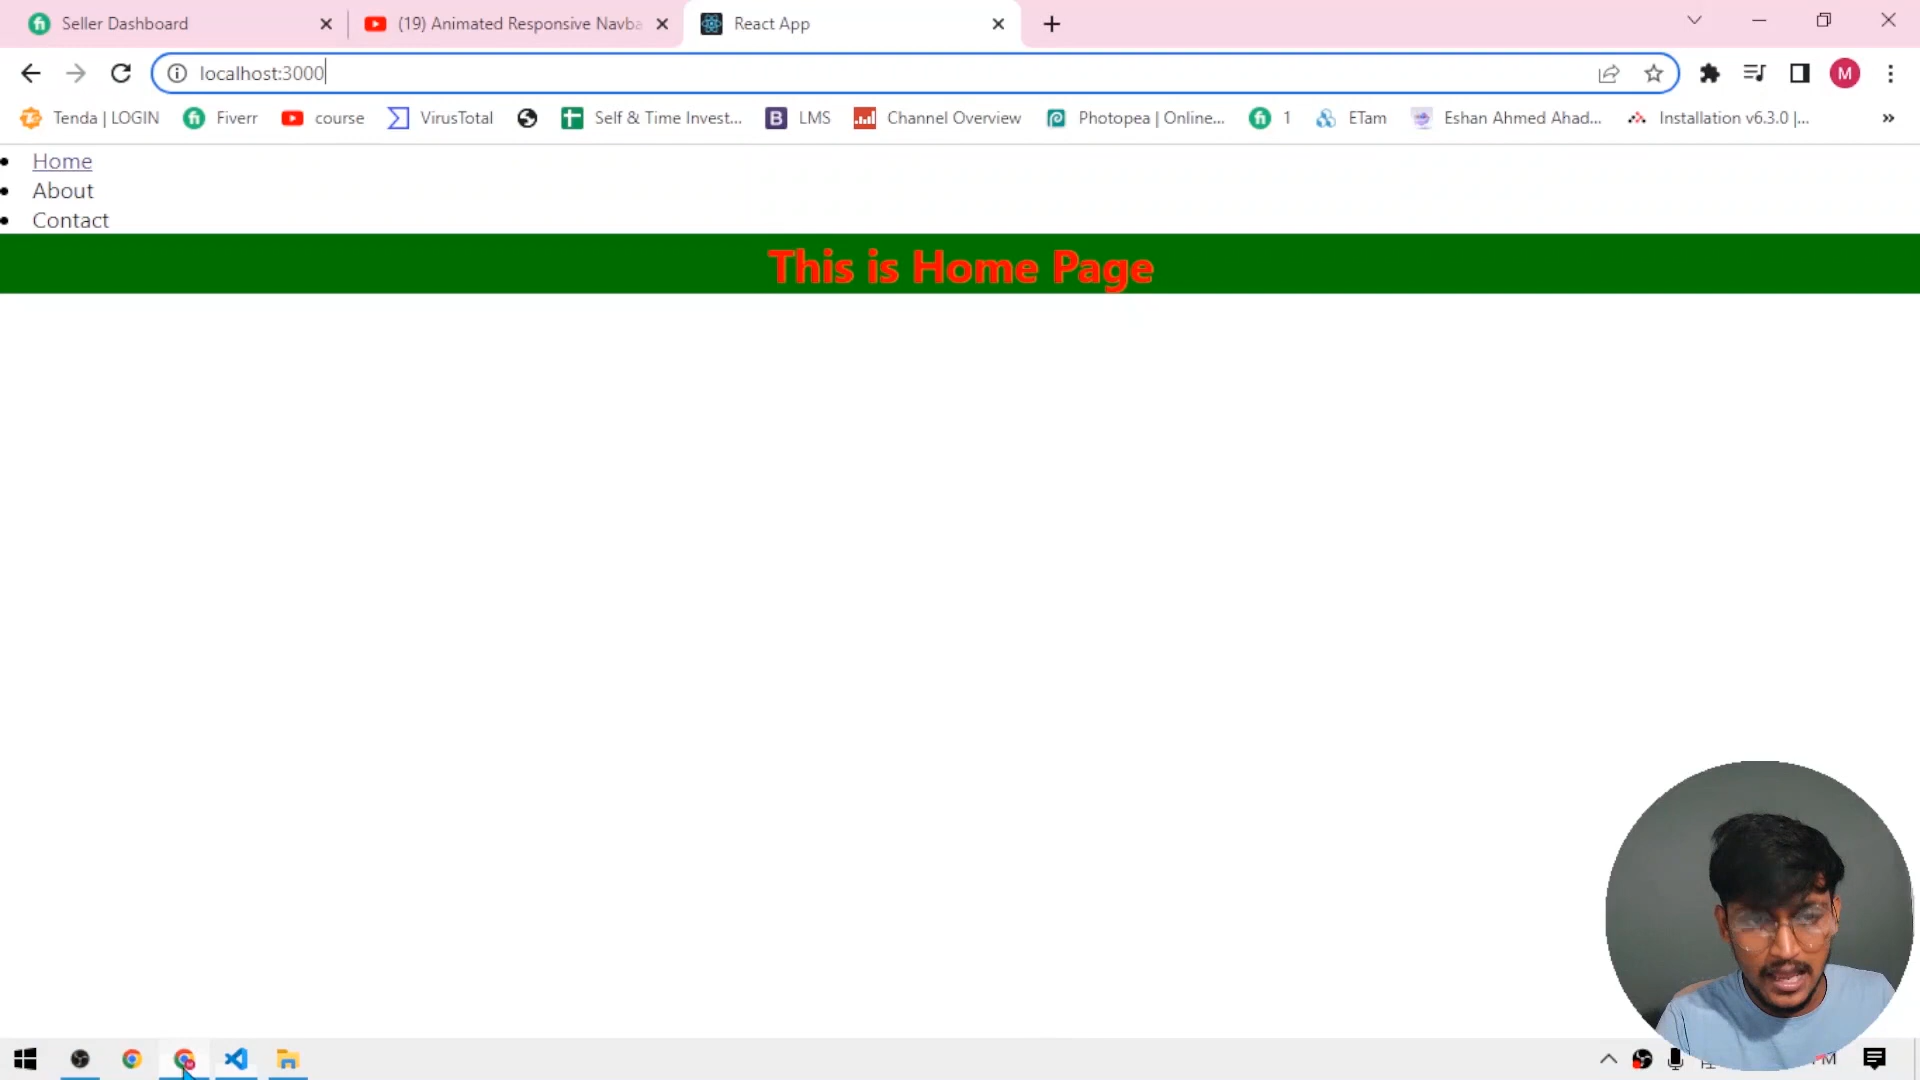 Seller Dashboard
(19) Animated Responsive Navba
React App
localhost:3000
M
Tenda | LOGIN
Fiverr
course
VirusTotal
Self & Time Invest...
B LMS
Channel Overview
Photopea | Online...
1
ETam
Eshan Ahmed Ahad...
Installation v6.3.0 |...
»
• Home
• About
• Contact
This is Home Page